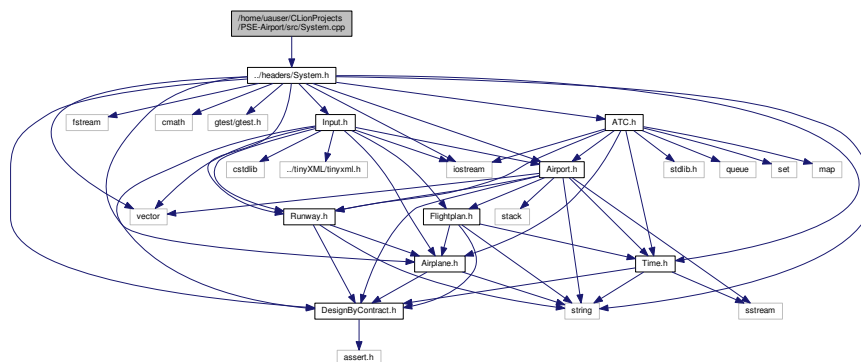 /home/uauser/CLionProjects
/PSE-Airport/src/System.cpp
../headers/System.h
fstream
cmath
gtest/gtest.h
Input.h
ATC.h
cstdlib
../tinyXML/tinyxml.h
iostream
Airport.h
stdlib.h
queue
set
map
vector
Runway.h
Flightplan.h
stack
Airplane.h
Time.h
DesignByContract.h
string
sstream
assert.h